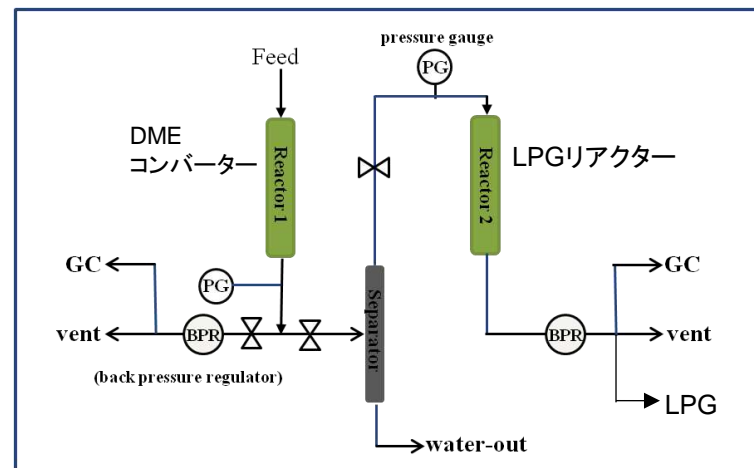 pressure gauge
PG
Feed
DME
コンバーター
Reactor 1
Reactor 2
LPGリアクター
GC
PG
Separator
GC
vent
BPR
BPR
vent
(back pressure regulator)
LPG
water-out